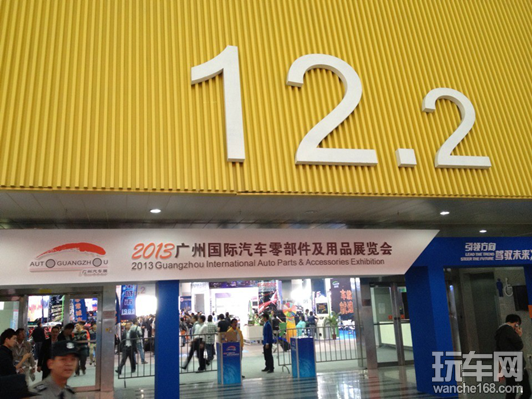 12.2
AUTO GUANGZHOU
2013广州国际汽车零部件及用品展览会
2013 Guangzhou International Auto Parts & Accessories Exhibition
引领方向
驾驭未来
玩车网
wanche168.com